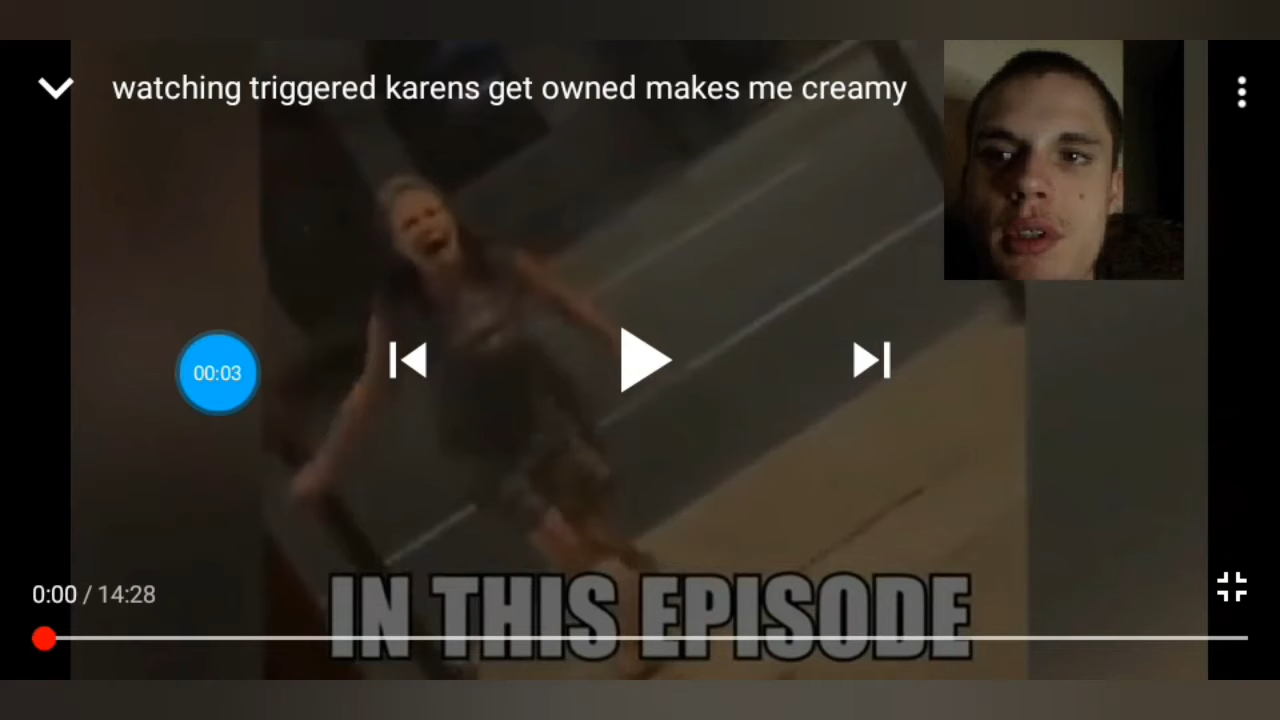 watching triggered karens get owned makes me creamy
00:03
0:00 / 14:28
IN THIS EPISODE